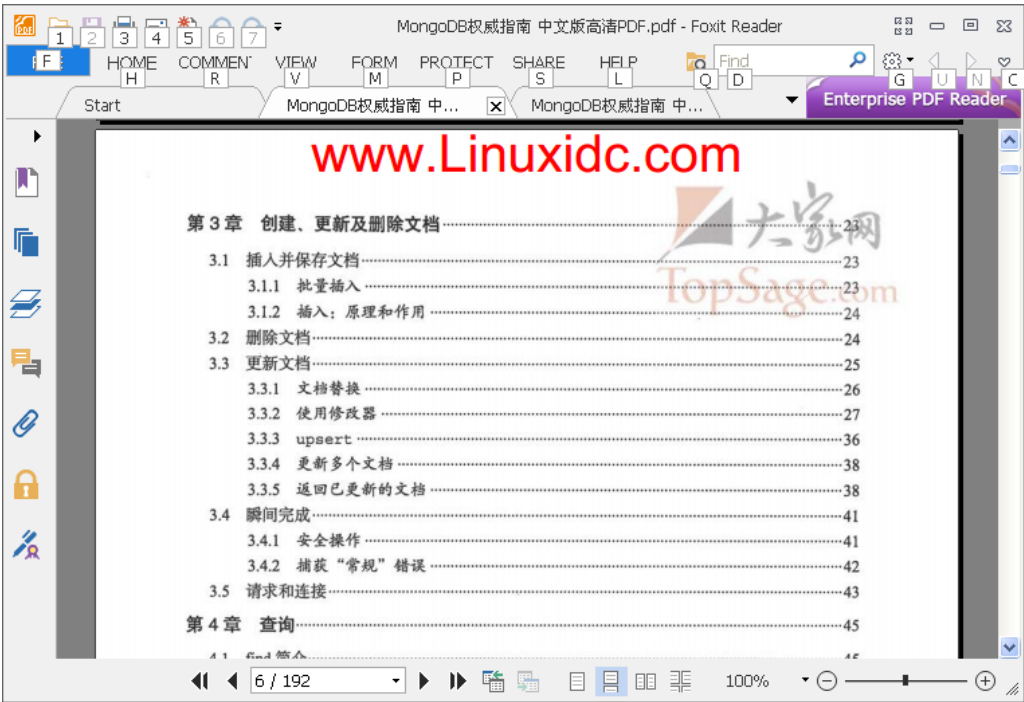 MongoDB权威指南 中文版高清PDF.pdf - Foxit Reader
1 2 3 4 5 6 7
F HOME COMMEN VIEW FORM PROTECT SHARE HELP Find
H R V M P S L Q D G U N C
Start MongoDB权威指南 中... MongoDB权威指南 中... Enterprise PDF Reader
www.Linuxidc.com
大家网
TopSage.com
第3章 创建、更新及删除文档 23
3.1 插入并保存文档 23
3.1.1 批量插入 23
3.1.2 插入：原理和作用 24
3.2 删除文档 24
3.3 更新文档 25
3.3.1 文档替换 26
3.3.2 使用修改器 27
3.3.3 upsert 36
3.3.4 更新多个文档 38
3.3.5 返回已更新的文档 38
3.4 瞬间完成 41
3.4.1 安全操作 41
3.4.2 捕获“常规”错误 42
3.5 请求和连接 43
第4章 查询 45
4.1 find 简介 45
6 / 192 100%